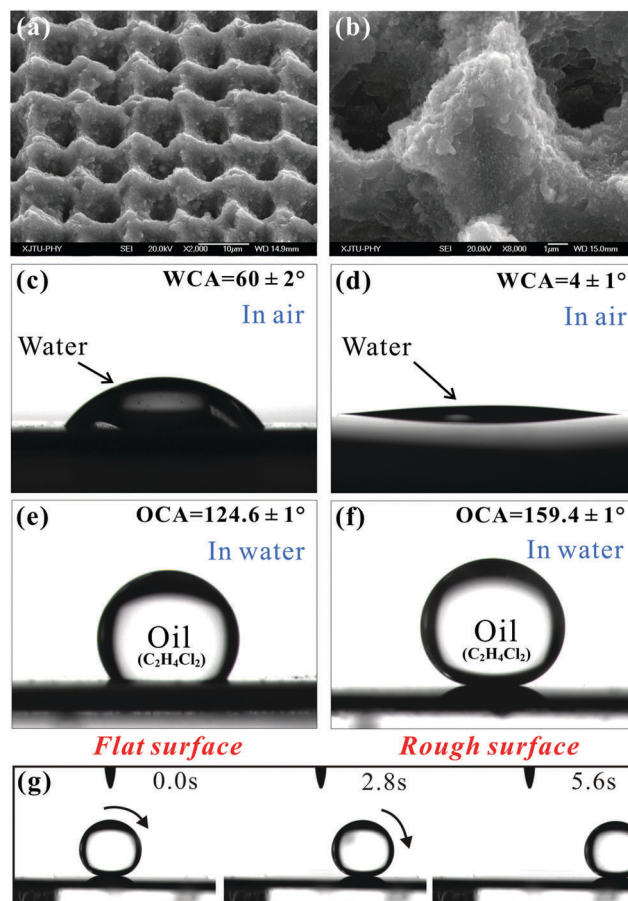 (a)
XJTU-PHY SEI 20.0kV X2,000 10μm WD 14.9mm
(b)
XJTU-PHY SEI 20.0kV X8,000 1μm WD 15.0mm
(c) WCA=60 ± 2°
In air
Water
(d) WCA=4 ± 1°
In air
Water
(e) OCA=124.6 ± 1°
In water
Oil
(C₂H₄Cl₂)
(f) OCA=159.4 ± 1°
In water
Oil
(C₂H₄Cl₂)
Flat surface
Rough surface
(g) 0.0s 2.8s 5.6s